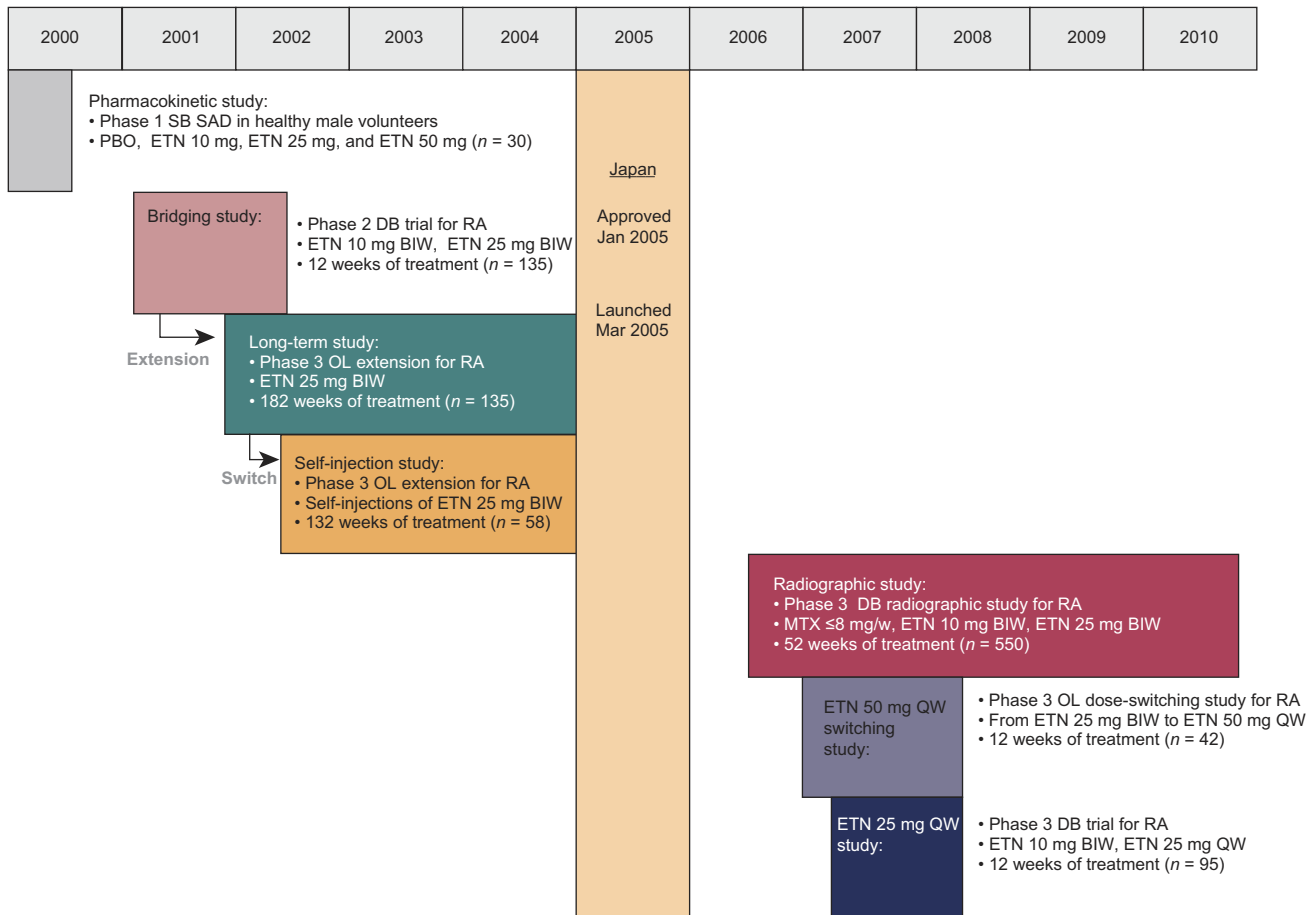 2000 2001 2002 2003 2004 2005 2006 2007 2008 2009 2010
Pharmacokinetic study:
• Phase 1 SB SAD in healthy male volunteers
• PBO, ETN 10 mg, ETN 25 mg, and ETN 50 mg (n = 30)
Japan
Approved
Jan 2005
Launched
Mar 2005
Bridging study:
• Phase 2 DB trial for RA
• ETN 10 mg BIW, ETN 25 mg BIW
• 12 weeks of treatment (n = 135)
Extension
Long-term study:
• Phase 3 OL extension for RA
• ETN 25 mg BIW
• 182 weeks of treatment (n = 135)
Switch
Self-injection study:
• Phase 3 OL extension for RA
• Self-injections of ETN 25 mg BIW
• 132 weeks of treatment (n = 58)
Radiographic study:
• Phase 3 DB radiographic study for RA
• MTX ≤8 mg/w, ETN 10 mg BIW, ETN 25 mg BIW
• 52 weeks of treatment (n = 550)
ETN 50 mg QW
switching
study:
• Phase 3 OL dose-switching study for RA
• From ETN 25 mg BIW to ETN 50 mg QW
• 12 weeks of treatment (n = 42)
ETN 25 mg QW
study:
• Phase 3 DB trial for RA
• ETN 10 mg BIW, ETN 25 mg QW
• 12 weeks of treatment (n = 95)